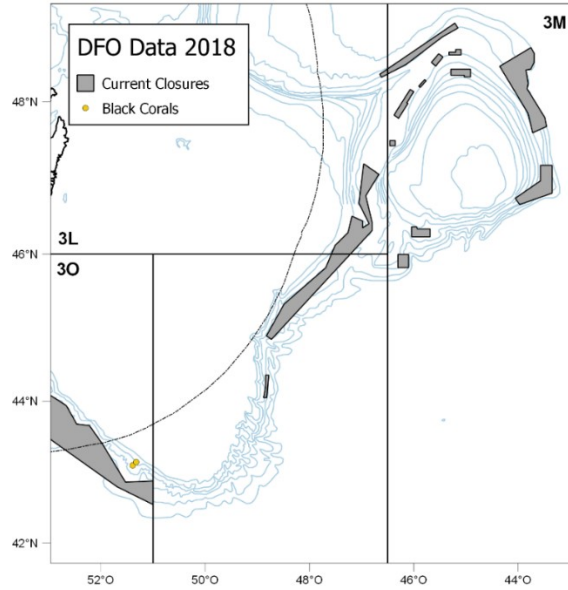 3M
DFO Data 2018
Current Closures
Black Corals
48°N
3L
46°N
3O
44°N
42°N
52°O 50°O 48°O 46°O 44°O